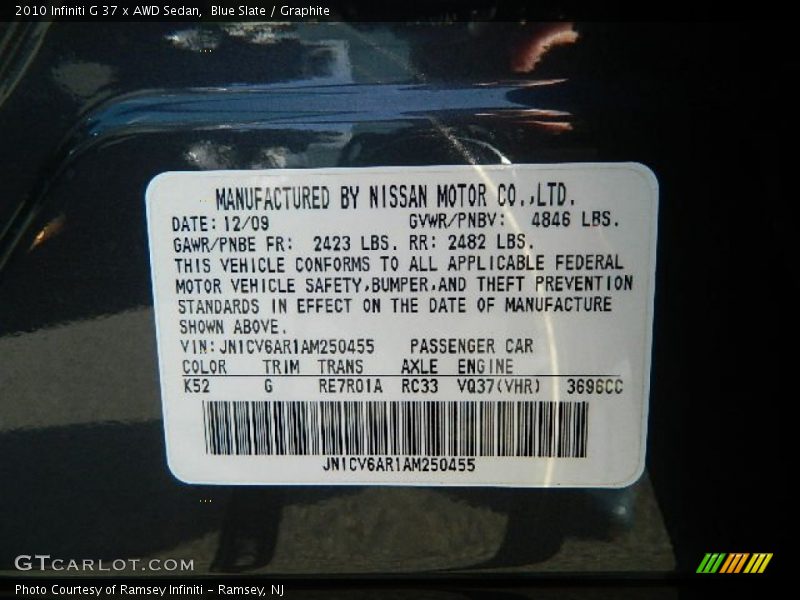 2010 Infiniti G 37 x AWD Sedan,  Blue Slate / Graphite
MANUFACTURED BY NISSAN MOTOR CO.,LTD.
DATE: 12/09 GVWR/PNBV: 4846 LBS.
GAWR/PNBE FR: 2423 LBS. RR: 2482 LBS.
THIS VEHICLE CONFORMS TO ALL APPLICABLE FEDERAL
MOTOR VEHICLE SAFETY,BUMPER,AND THEFT PREVENTION
STANDARDS IN EFFECT ON THE DATE OF MANUFACTURE
SHOWN ABOVE.
VIN: JN1CV6AR1AM250455 PASSENGER CAR
COLOR TRIM TRANS AXLE ENGINE
K52 G RE7R01A RC33 VQ37(VHR) 3696CC
JN1CV6AR1AM250455
GTCARLOT.COM
Photo Courtesy of Ramsey Infiniti - Ramsey, NJ